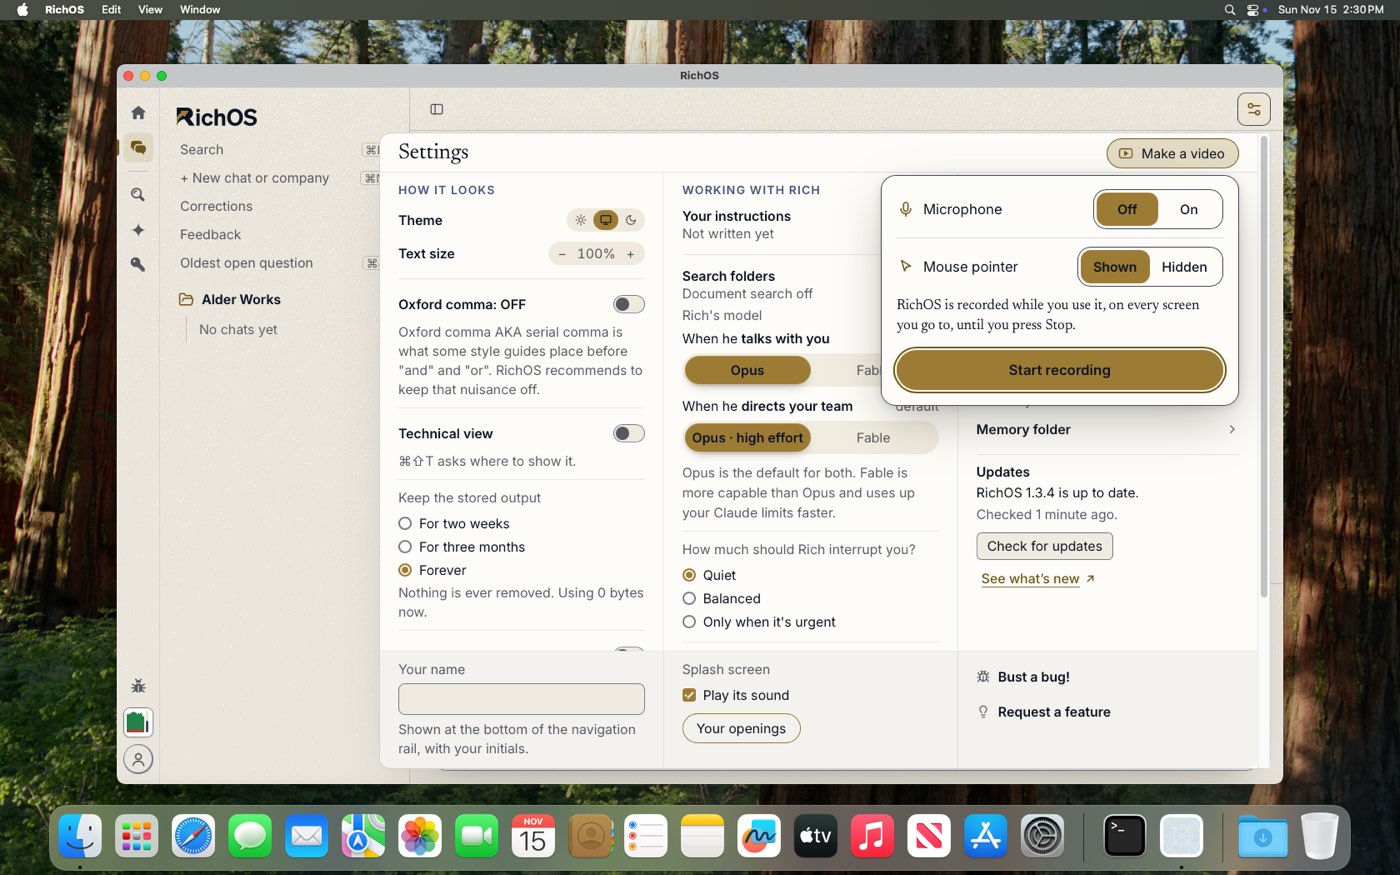 RichOS Edit View Window
Sun Nov 15 2:30 PM
RichOS
RichOS
Search
+ New chat or company
Corrections
Feedback
Oldest open question
Alder Works
No chats yet
Settings
Make a video
HOW IT LOOKS
Theme
Text size
− 100% +
Oxford comma: OFF
Oxford comma AKA serial comma is
what some style guides place before
"and" and "or". RichOS recommends to
keep that nuisance off.
Technical view
⌘⇧T asks where to show it.
Keep the stored output
For two weeks
For three months
Forever
Nothing is ever removed. Using 0 bytes
now.
Your name
Shown at the bottom of the navigation
rail, with your initials.
WORKING WITH RICH
Your instructions
Not written yet
Search folders
Document search off
Rich's model
When he talks with you
Opus
When he directs your team default
Opus · high effort Fable
Opus is the default for both. Fable is
more capable than Opus and uses up
your Claude limits faster.
How much should Rich interrupt you?
Quiet
Balanced
Only when it's urgent
Splash screen
Play its sound
Your openings
Microphone Off On
Mouse pointer Shown Hidden
RichOS is recorded while you use it, on every screen
you go to, until you press Stop.
Start recording
Memory folder
Updates
RichOS 1.3.4 is up to date.
Checked 1 minute ago.
Check for updates
See what's new ↗
Bust a bug!
Request a feature
NOV
15
tv